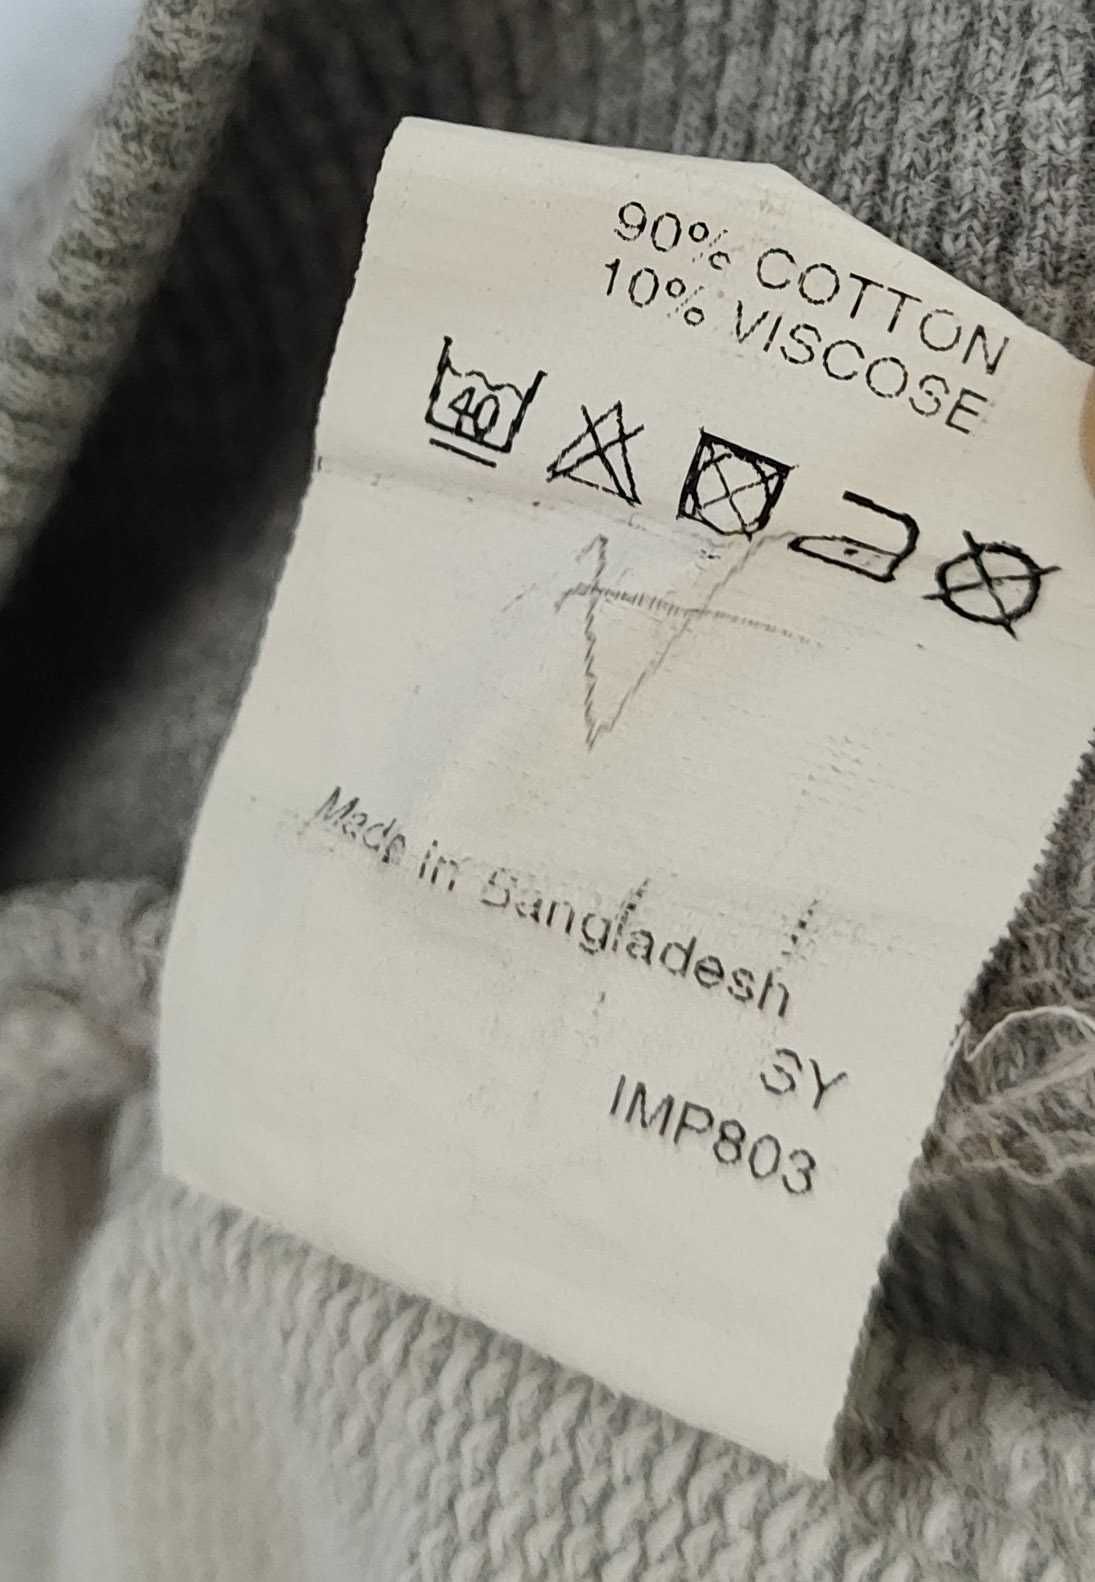 90% COTTON
10% VISCOSE
40
Made in Bangladesh
SY
IMP803